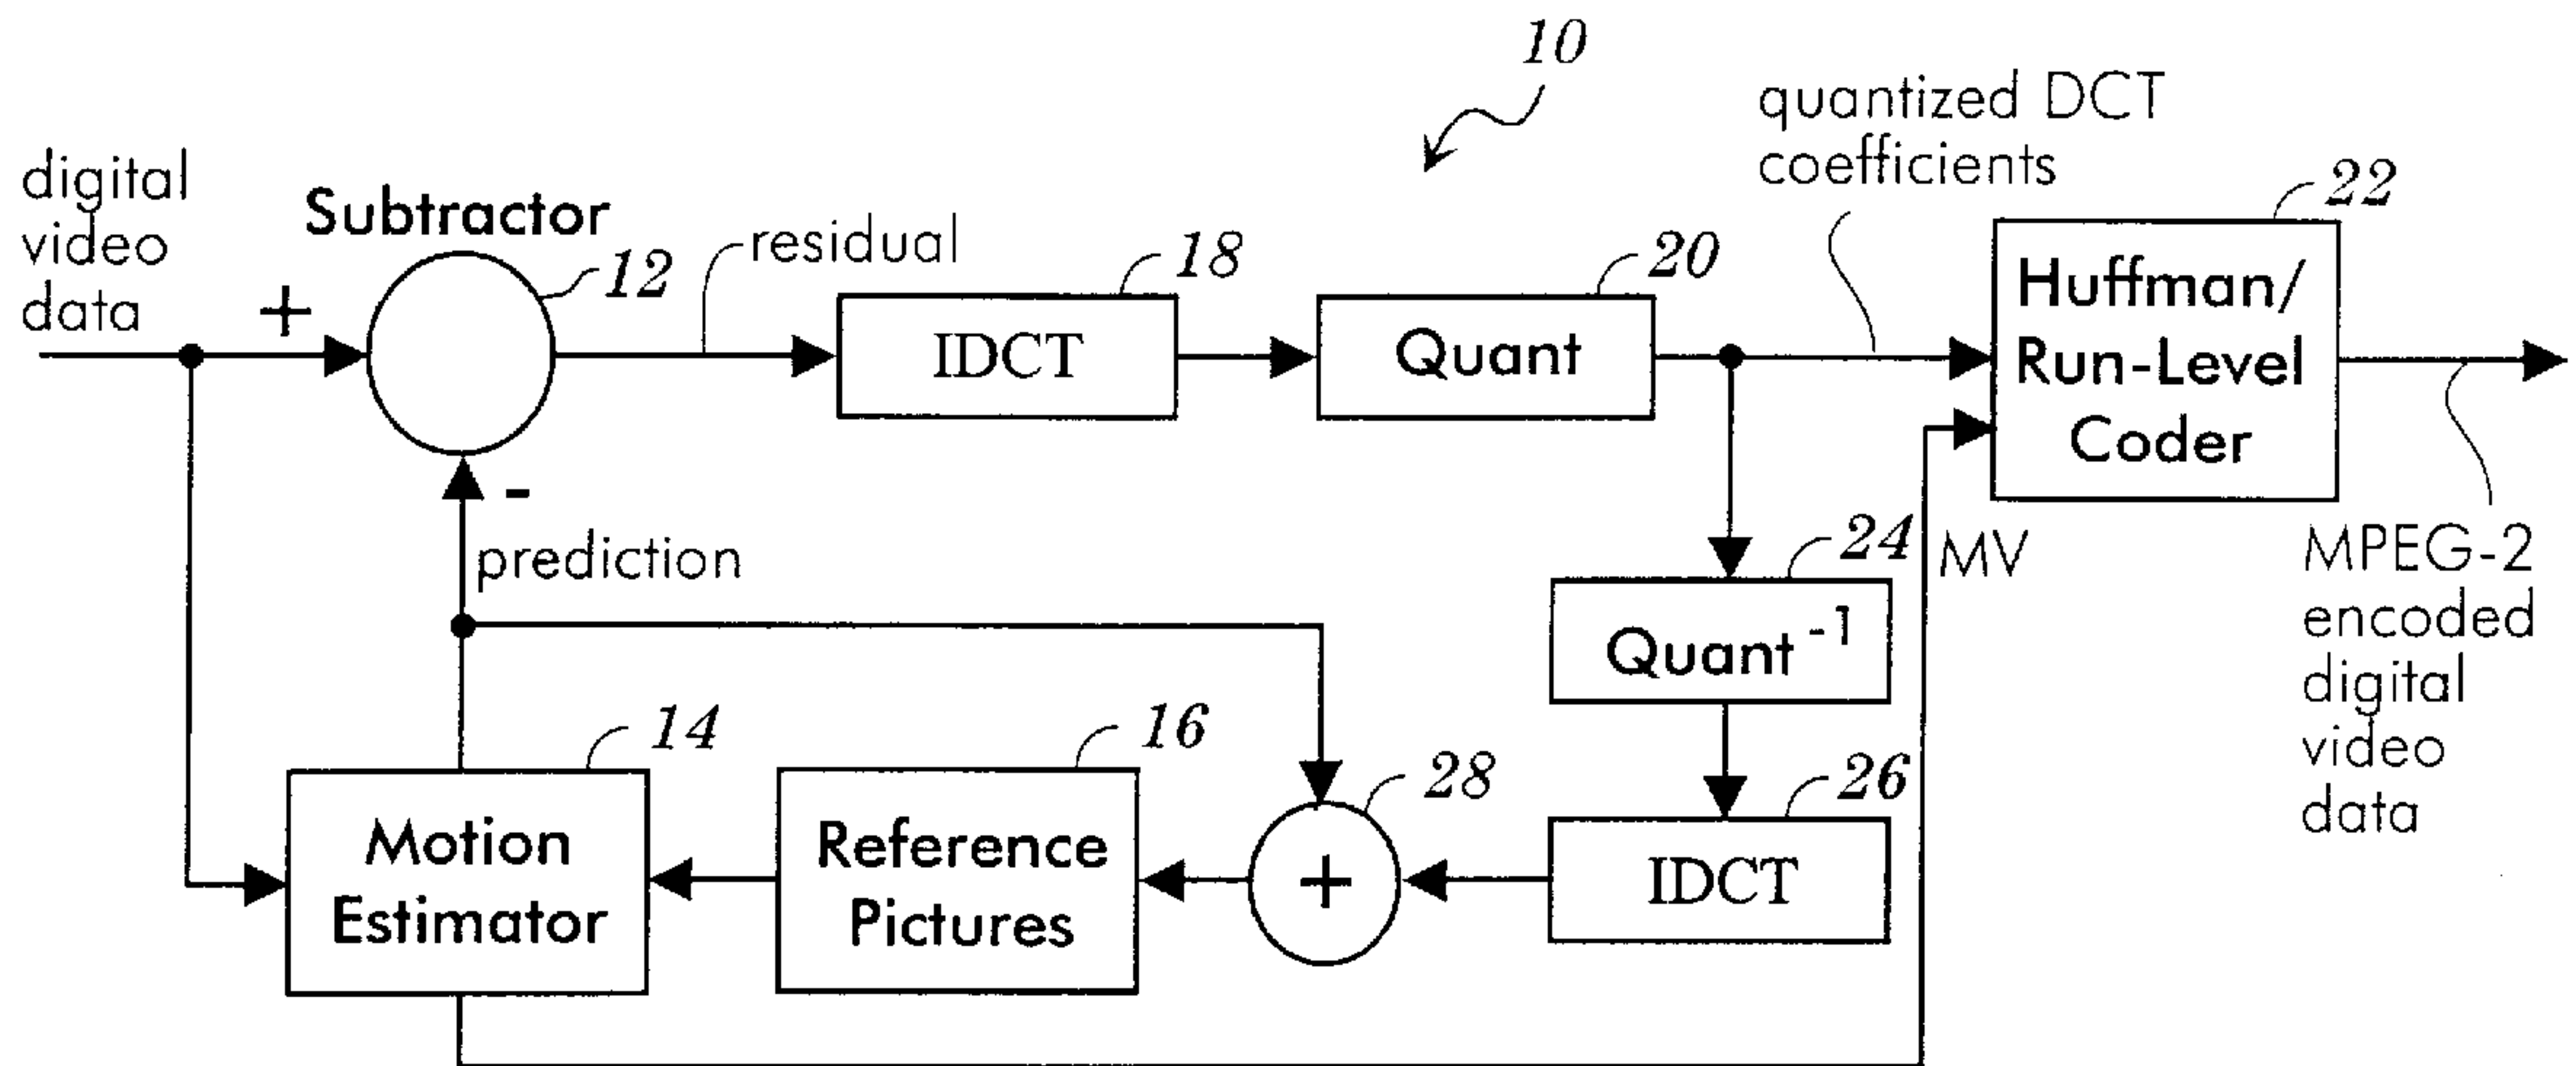 10
digital
video
data
Subtractor
+
12
residual
18
IDCT
20
Quant
quantized DCT
coefficients
22
Huffman/
Run-Level
Coder
-
prediction
24
Quant-1
MV
MPEG-2
encoded
digital
video
data
14
Motion
Estimator
16
Reference
Pictures
28
+
26
IDCT